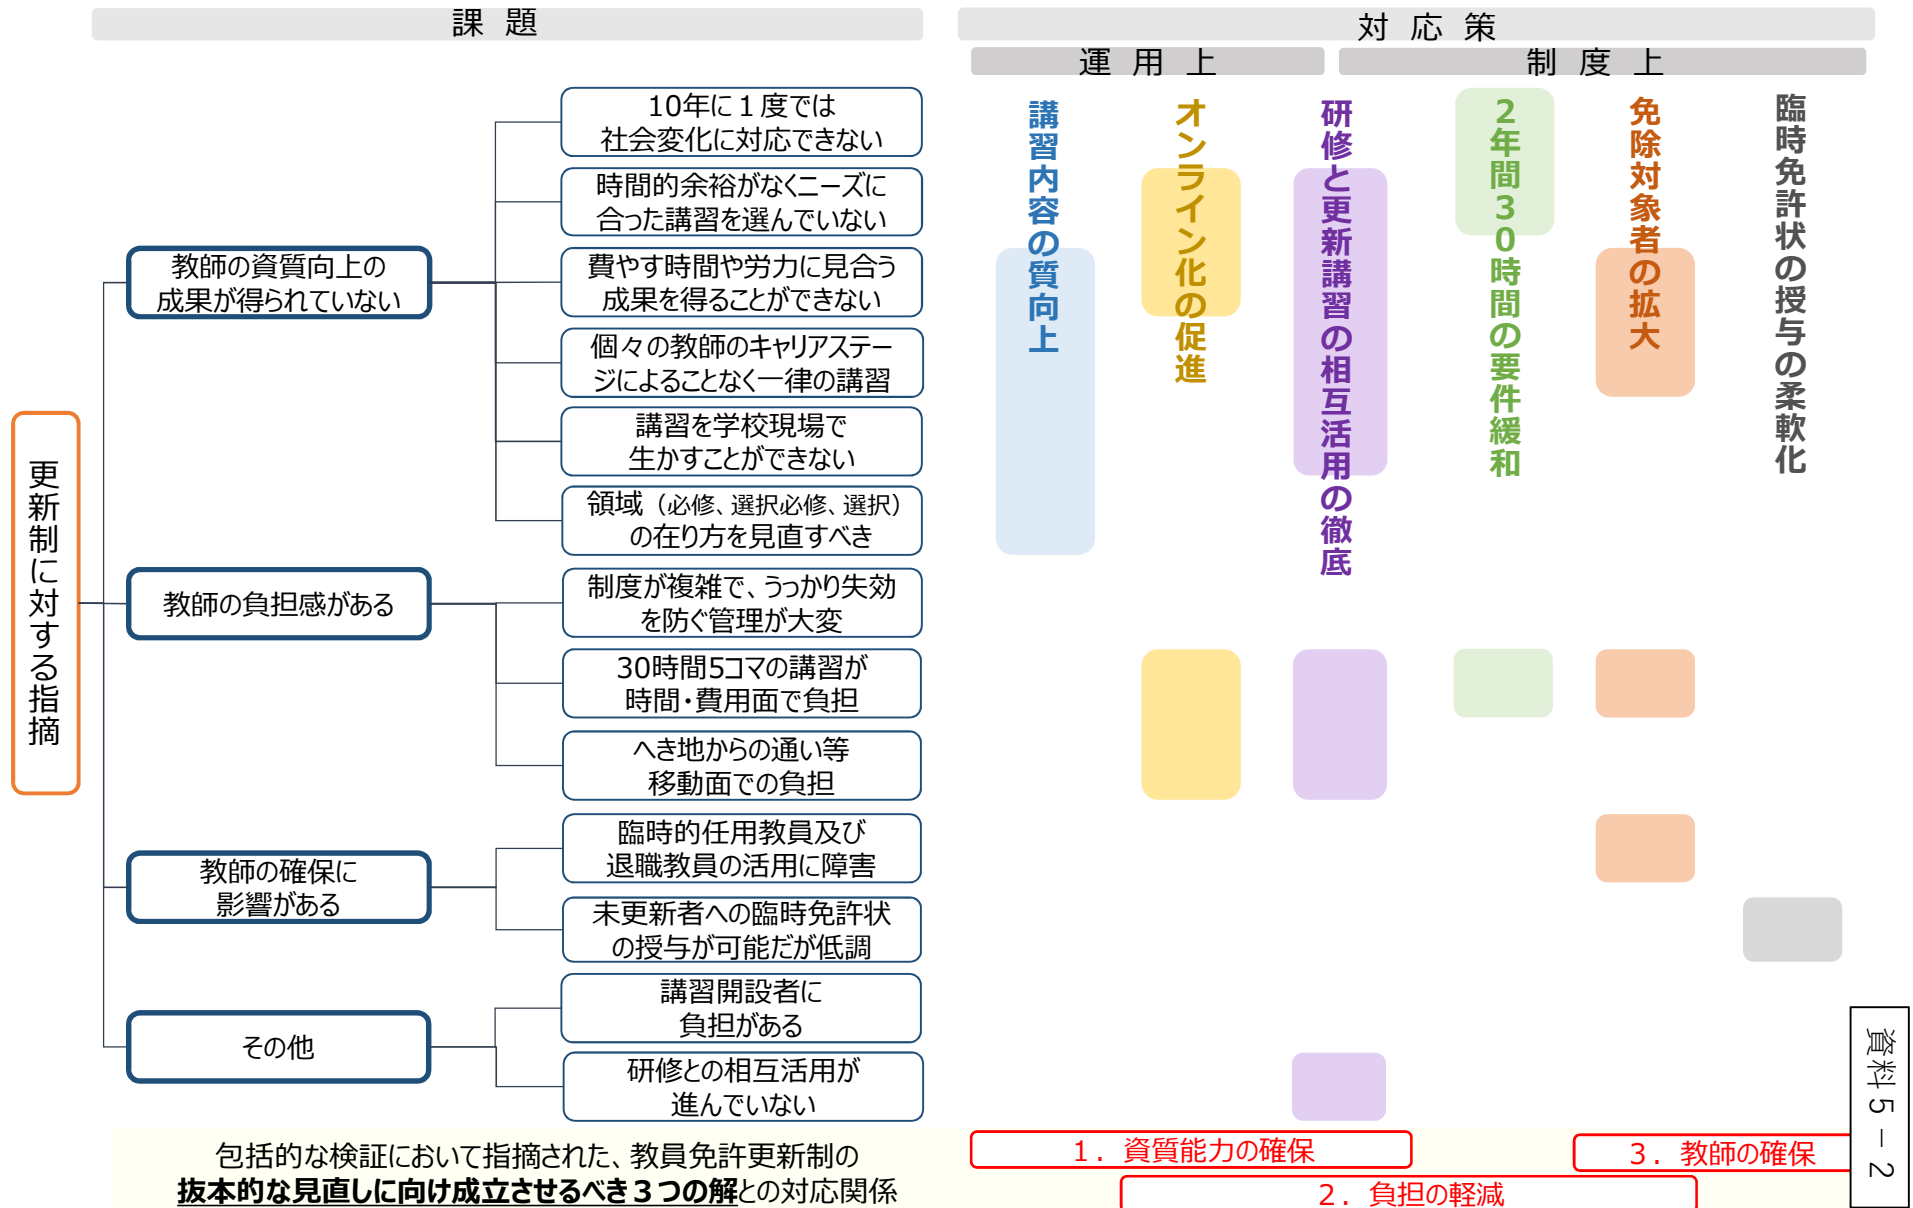 課 題
対 応 策
運 用 上
制 度 上
更新制に対する指摘
教師の資質向上の
成果が得られていない
10年に１度では
社会変化に対応できない
時間的余裕がなくニーズに
合った講習を選んでいない
費やす時間や労力に見合う
成果を得ることができない
個々の教師のキャリアステー
ジによることなく一律の講習
講習を学校現場で
生かすことができない
領域（必修、選択必修、選択）
の在り方を見直すべき
教師の負担感がある
制度が複雑で、うっかり失効
を防ぐ管理が大変
30時間5コマの講習が
時間・費用面で負担
へき地からの通い等
移動面での負担
教師の確保に
影響がある
臨時的任用教員及び
退職教員の活用に障害
未更新者への臨時免許状
の授与が可能だが低調
その他
講習開設者に
負担がある
研修との相互活用が
進んでいない
講習内容の質向上
オンライン化の促進
研修と更新講習の相互活用の徹底
２年間３０時間の要件緩和
免除対象者の拡大
臨時免許状の授与の柔軟化
包括的な検証において指摘された、教員免許更新制の
抜本的な見直しに向け成立させるべき３つの解との対応関係
１．資質能力の確保
２．負担の軽減
３．教師の確保
資料５－２